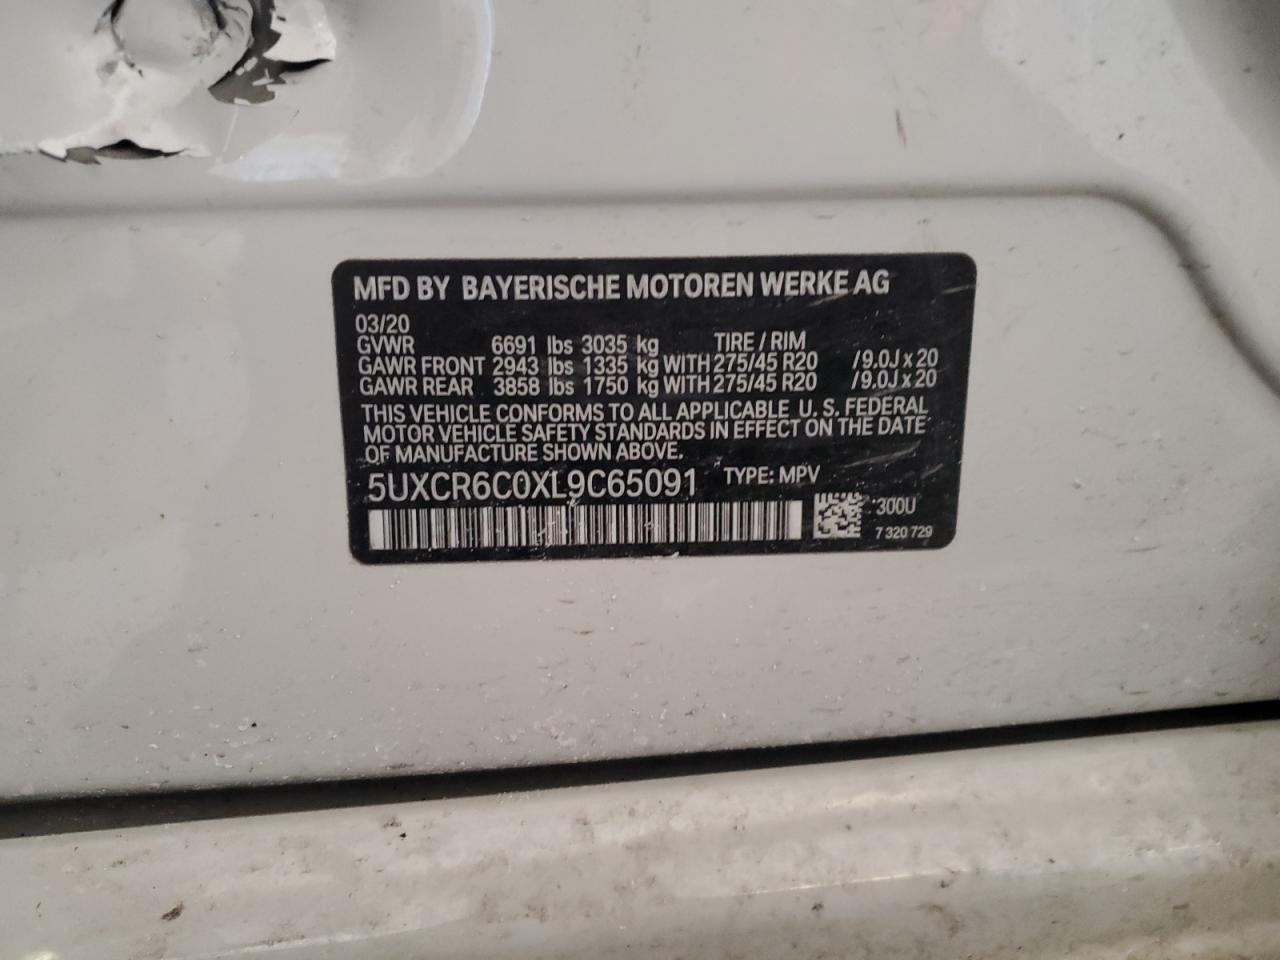 MFD BY BAYERISCHE MOTOREN WERKE AG
03/20
GVWR 6691 lbs 3035 kg TIRE / RIM
GAWR FRONT 2943 lbs 1335 kg WITH 275/45 R20 /9.0J x 20
GAWR REAR 3858 lbs 1750 kg WITH 275/45 R20 /9.0J x 20
THIS VEHICLE CONFORMS TO ALL APPLICABLE U. S. FEDERAL
MOTOR VEHICLE SAFETY STANDARDS IN EFFECT ON THE DATE
OF MANUFACTURE SHOWN ABOVE.
5UXCR6C0XL9C65091 TYPE: MPV
300U
7 320 729